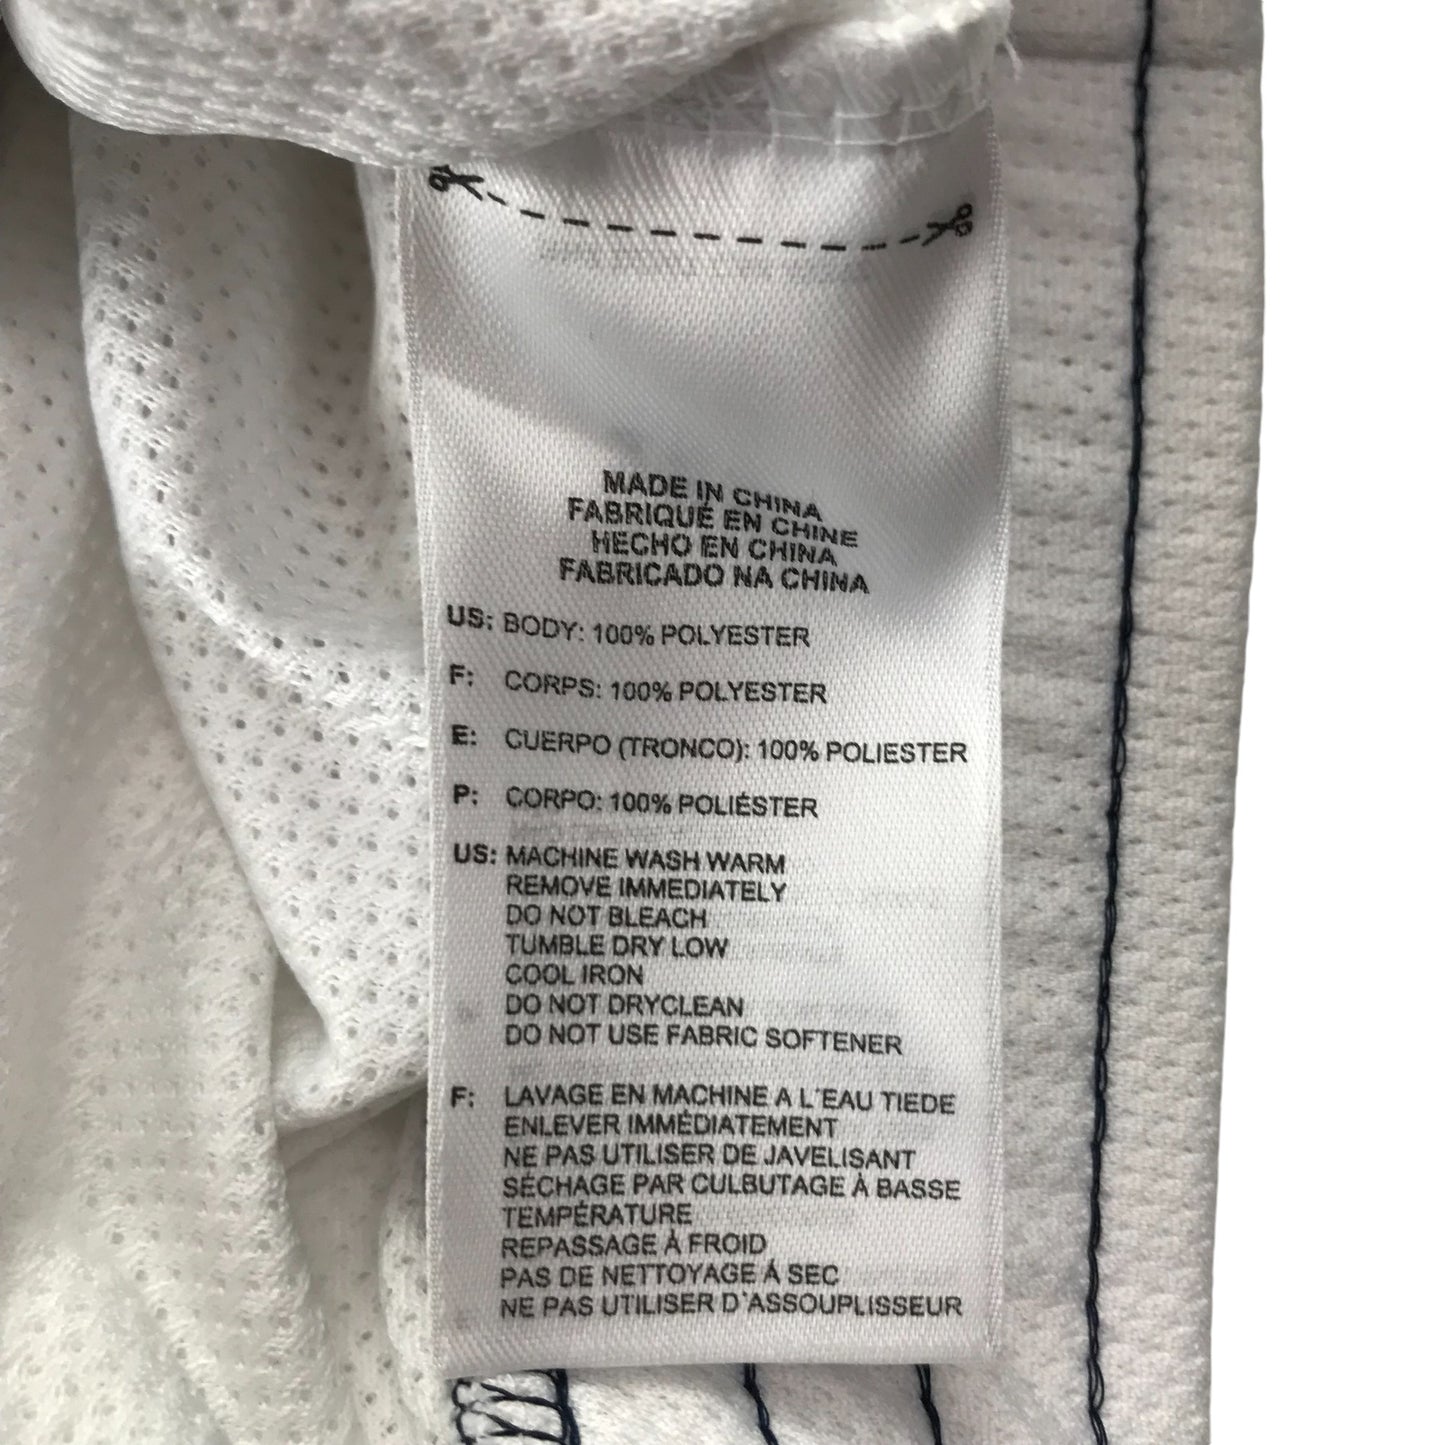 MADE IN CHINA
FABRIQUÉ EN CHINE
HECHO EN CHINA
FABRICADO NA CHINA
US: BODY: 100% POLYESTER
F: CORPS: 100% POLYESTER
E: CUERPO (TRONCO): 100% POLIESTER
P: CORPO: 100% POLIÉSTER
US: MACHINE WASH WARM
REMOVE IMMEDIATELY
DO NOT BLEACH
TUMBLE DRY LOW
COOL IRON
DO NOT DRYCLEAN
DO NOT USE FABRIC SOFTENER
F: LAVAGE EN MACHINE A L'EAU TIEDE
ENLEVER IMMÉDIATEMENT
NE PAS UTILISER DE JAVELISANT
SÉCHAGE PAR CULBUTAGE À BASSE
TEMPÉRATURE
REPASSAGE À FROID
PAS DE NETTOYAGE Á SEC
NE PAS UTILISER D'ASSOUPLISSEUR